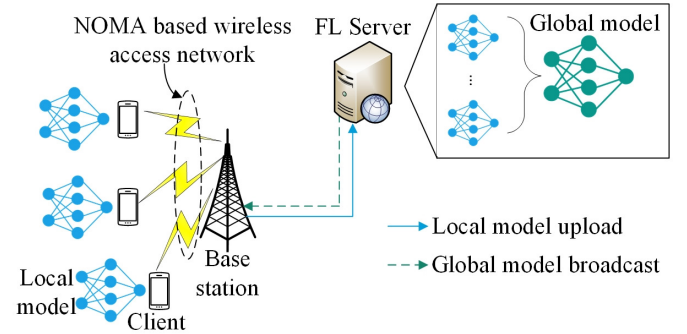 NOMA based wireless
access network
FL Server
Global model
...
Local model upload
Global model broadcast
Base
station
Local
model
Client